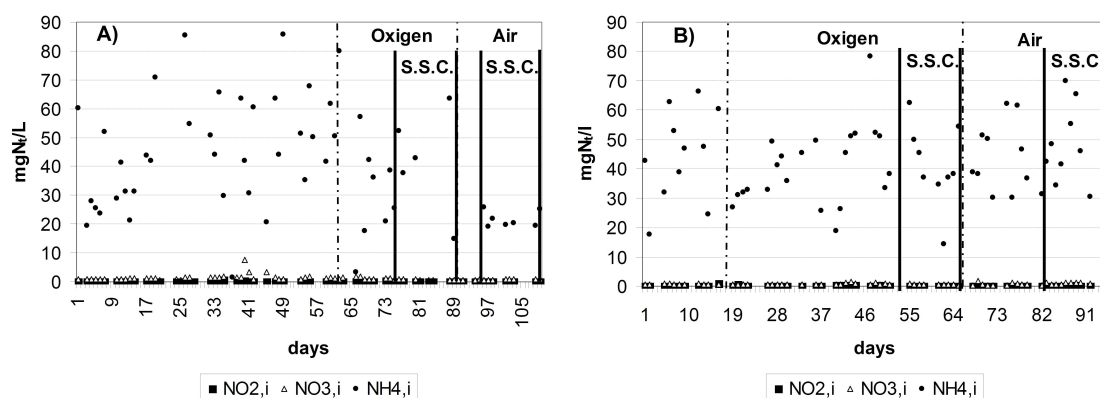 A)
Oxigen
Air
S.S.C.
S.S.C.
mgNt/L
90
80
70
60
50
40
30
20
10
0
1 9 17 25 33 41 49 57 65 73 81 89 97 105
days
NO2,i NO3,i NH4,i
B)
Oxigen
Air
S.S.C.
S.S.C
mgNt/l
90
80
70
60
50
40
30
20
10
0
1 10 19 28 37 46 55 64 73 82 91
days
NO2,i NO3,i NH4,i